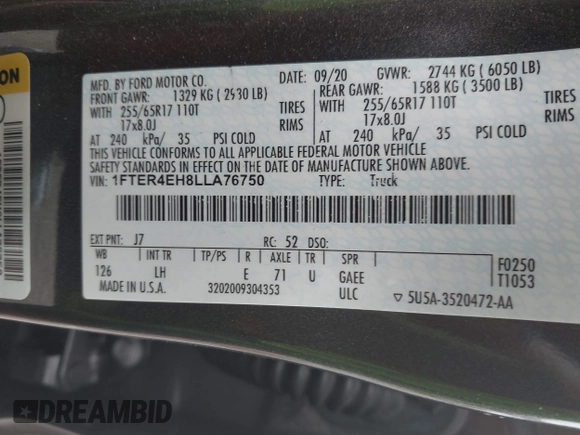 ON
MFD. BY FORD MOTOR CO. DATE: 09/20 GVWR: 2744 KG ( 6050 LB)
FRONT GAWR: 1329 KG ( 2930 LB) REAR GAWR: 1588 KG ( 3500 LB)
WITH 255/65R17 110T TIRES WITH 255/65R17 110T TIRES
17x8.0J RIMS 17x8.0J RIMS
AT 240 kPa/ 35 PSI COLD AT 240 kPa/ 35 PSI COLD
THIS VEHICLE CONFORMS TO ALL APPLICABLE FEDERAL MOTOR VEHICLE
SAFETY STANDARDS IN EFFECT ON THE DATE OF MANUFACTURE SHOWN ABOVE.
VIN: 1FTER4EH8LLA76750 TYPE: Truck
EXT PNT: J7 RC: 52 DSO:
WB INT TR TP/PS R AXLE TR SPR F0250
126 LH E 71 U GAEE T1053
MADE IN U.S.A. 3202009304353 ULC ▽ 5U5A-3520472-AA
DREAMBID